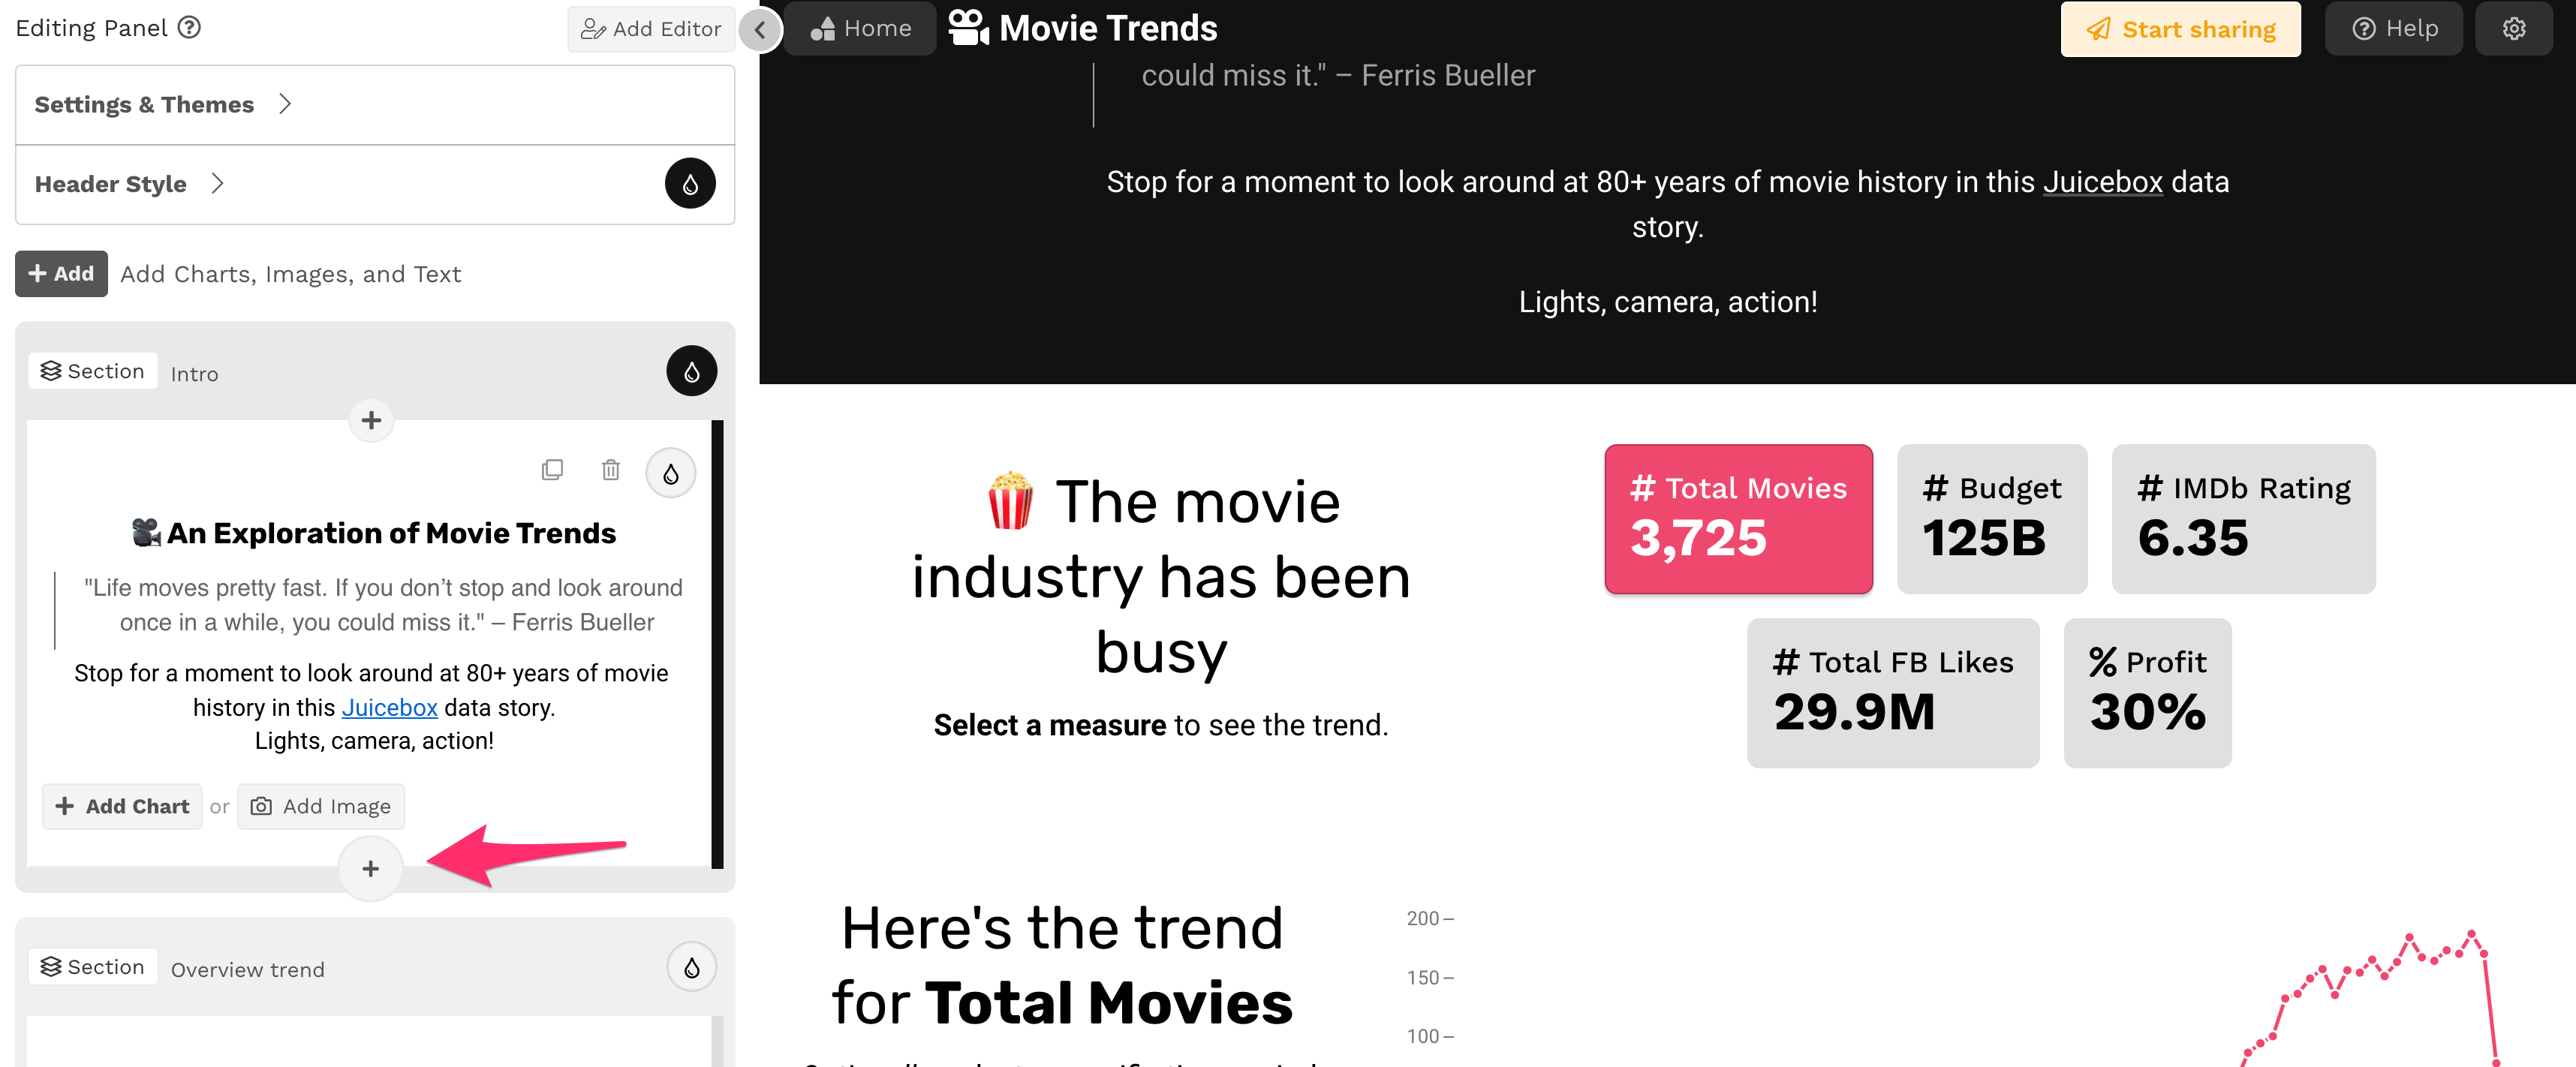 Editing Panel
Add Editor
Settings & Themes
Header Style
Add
Add Charts, Images, and Text
Section
Intro
An Exploration of Movie Trends
"Life moves pretty fast. If you don’t stop and look around
once in a while, you could miss it." – Ferris Bueller
Stop for a moment to look around at 80+ years of movie
history in this Juicebox data story.
Lights, camera, action!
+ Add Chart or Add Image
Section
Overview trend
Home
Movie Trends
Start sharing
Help
could miss it." – Ferris Bueller
Stop for a moment to look around at 80+ years of movie history in this Juicebox data
story.
Lights, camera, action!
The movie
industry has been
busy
Select a measure to see the trend.
# Total Movies
3,725
# Budget
125B
# IMDb Rating
6.35
# Total FB Likes
29.9M
% Profit
30%
Here's the trend
for Total Movies
200
150
100